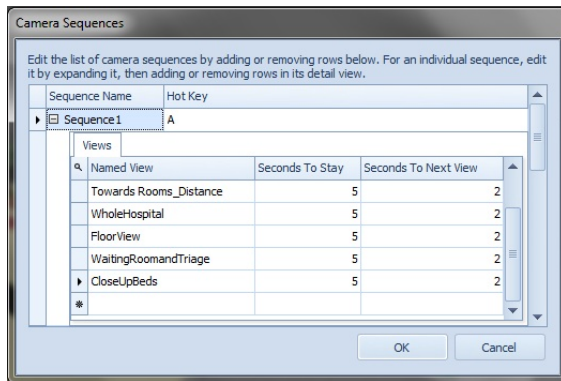 Camera Sequences
Edit the list of camera sequences by adding or removing rows below. For an individual sequence, edit
it by expanding it, then adding or removing rows in its detail view.
Sequence Name Hot Key
Sequence1 A
Views
Named View Seconds To Stay Seconds To Next View
Towards Rooms_Distance 5 2
WholeHospital 5 2
FloorView 5 2
WaitingRoomandTriage 5 2
CloseUpBeds 5 2
OK Cancel